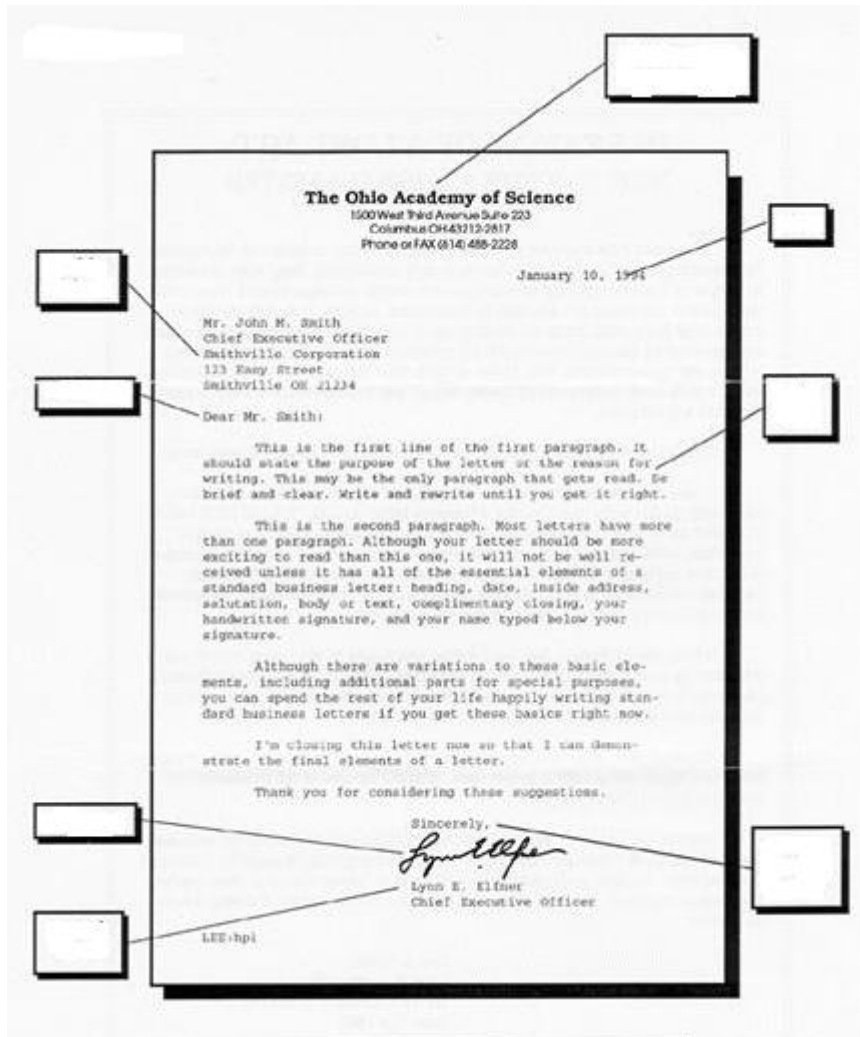 The Ohio Academy of Science
1500 West Third Avenue Suite 223
Columbus OH 43212-2817
Phone or FAX (614) 488-2228
January 10, 1994
Mr. John M. Smith
Chief Executive Officer
Smithville Corporation
123 Easy Street
Smithville OH 21234
Dear Mr. Smith:
This is the first line of the first paragraph. It
should state the purpose of the letter or the reason for
writing. This may be the only paragraph that gets read. Be
brief and clear. Write and rewrite until you get it right.
This is the second paragraph. Most letters have more
than one paragraph. Although your letter should be more
exciting to read than this one, it will not be well re-
ceived unless it has all of the essential elements of a
standard business letter: heading, date, inside address,
salutation, body or text, complimentary closing, your
handwritten signature, and your name typed below your
signature.
Although there are variations to these basic ele-
ments, including additional parts for special purposes,
you can spend the rest of your life happily writing stan-
dard business letters if you get these basics right now.
I'm closing this letter now so that I can demon-
strate the final elements of a letter.
Thank you for considering these suggestions.
Sincerely,
Lynn E. Elfner
Chief Executive Officer
LEE:hpl